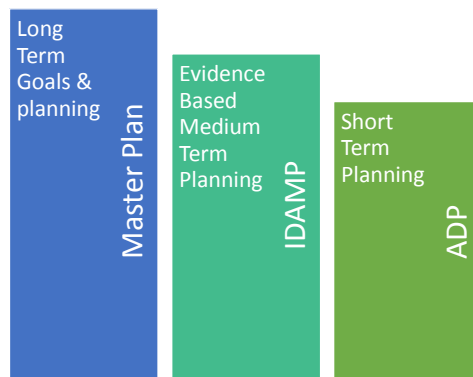 Long
Term
Goals &
planning
Master Plan
Evidence
Based
Medium
Term
Planning
IDAMP
Short
Term
Planning
ADP